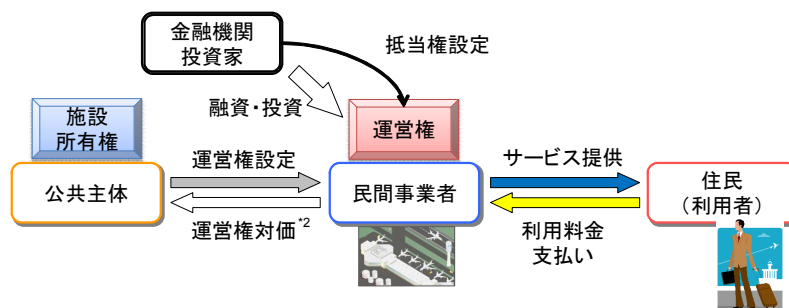 金融機関
投資家
抵当権設定
融資・投資
施設
所有権
運営権
公共主体
運営権設定
運営権対価*2
民間事業者
サービス提供
利用料金
支払い
住民
（利用者）